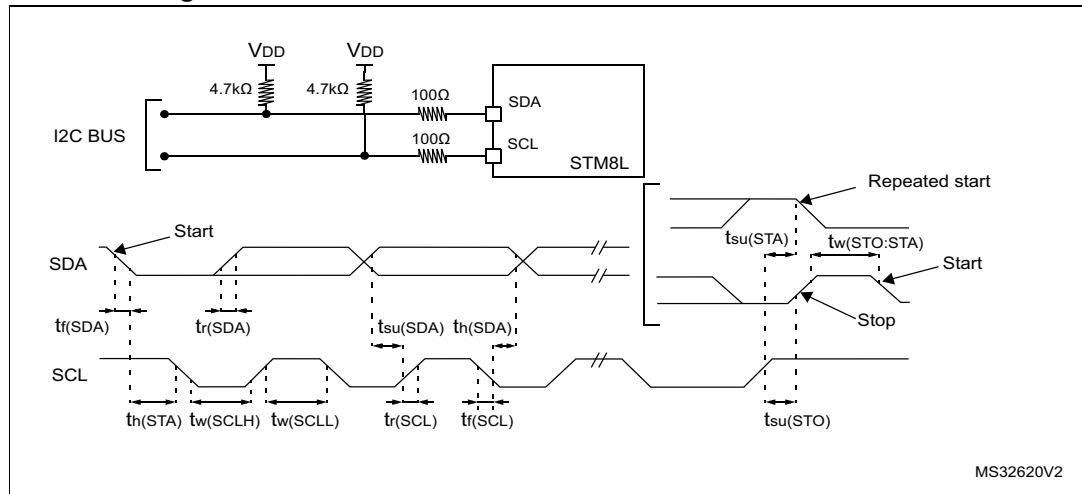 VDD VDD
4.7kΩ 4.7kΩ 100Ω
SDA
I2C BUS
100Ω SCL
STM8L
Repeated start
Start
tsu(STA) tw(STO:STA)
SDA
Start
tf(SDA) tr(SDA) tsu(SDA) th(SDA)
Stop
SCL
th(STA) tw(SCLH) tw(SCLL) tr(SCL) tf(SCL) tsu(STO)
MS32620V2